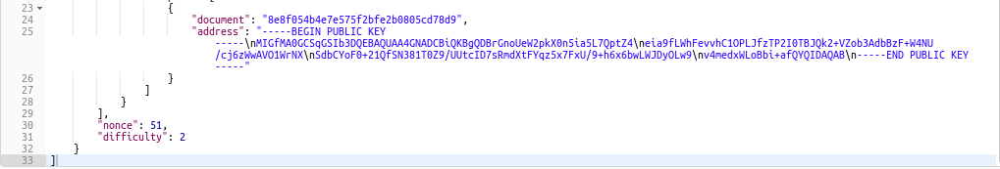 23
24 "document": "8e8f054b4e7e575f2bfe2b0805cd78d9",
25 "address": "-----BEGIN PUBLIC KEY
-----\nMIGfMA0GCSqGSIb3DQEBAQUAA4GNADCBiQKBgQDBrGnoUeW2pkX0n5ia5L7QptZ4\neia9fLWhFevvhC1OPLJfzTP2I0TBJQk2+VZob3AdbBzF+W4NU
/cj6zWwAVO1WrNX\nSdbCYoF0+21QfSN381T0Z9/UUtcID7sRmdXtFYqz5x7FxU/9+h6x6bwLWJDyOLw9\nv4medxWLoBbi+afQYQIDAQAB\n-----END PUBLIC KEY
-----"
26 }
27 ]
28 }
29 ],
30 "nonce": 51,
31 "difficulty": 2
32 }
33 ]